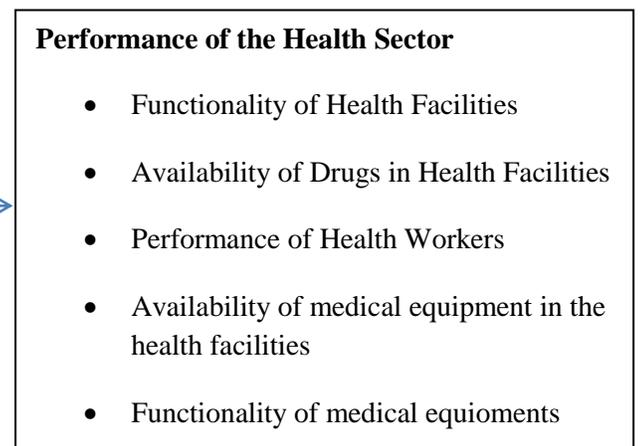 Performance of the Health Sector
• Functionality of Health Facilities
• Availability of Drugs in Health Facilities
• Performance of Health Workers
• Availability of medical equipment in the
health facilities
• Functionality of medical equioments